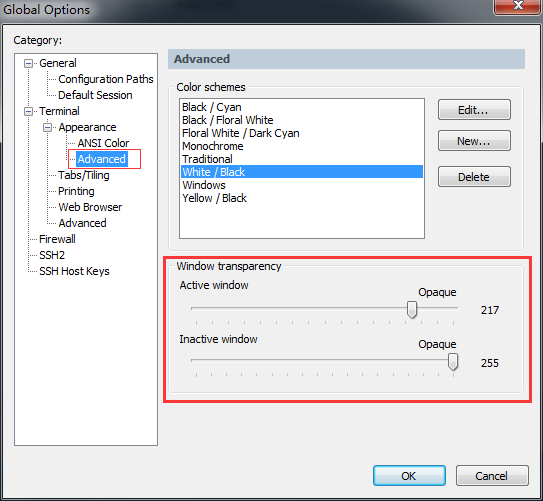 Global Options
Category:
General
Configuration Paths
Default Session
Terminal
Appearance
ANSI Color
Advanced
Tabs/Tiling
Printing
Web Browser
Advanced
Firewall
SSH2
SSH Host Keys
Advanced
Color schemes
Black / Cyan
Black / Floral White
Floral White / Dark Cyan
Monochrome
Traditional
White / Black
Windows
Yellow / Black
Edit...
New...
Delete
Window transparency
Active window
Opaque
217
Inactive window
Opaque
255
OK
Cancel